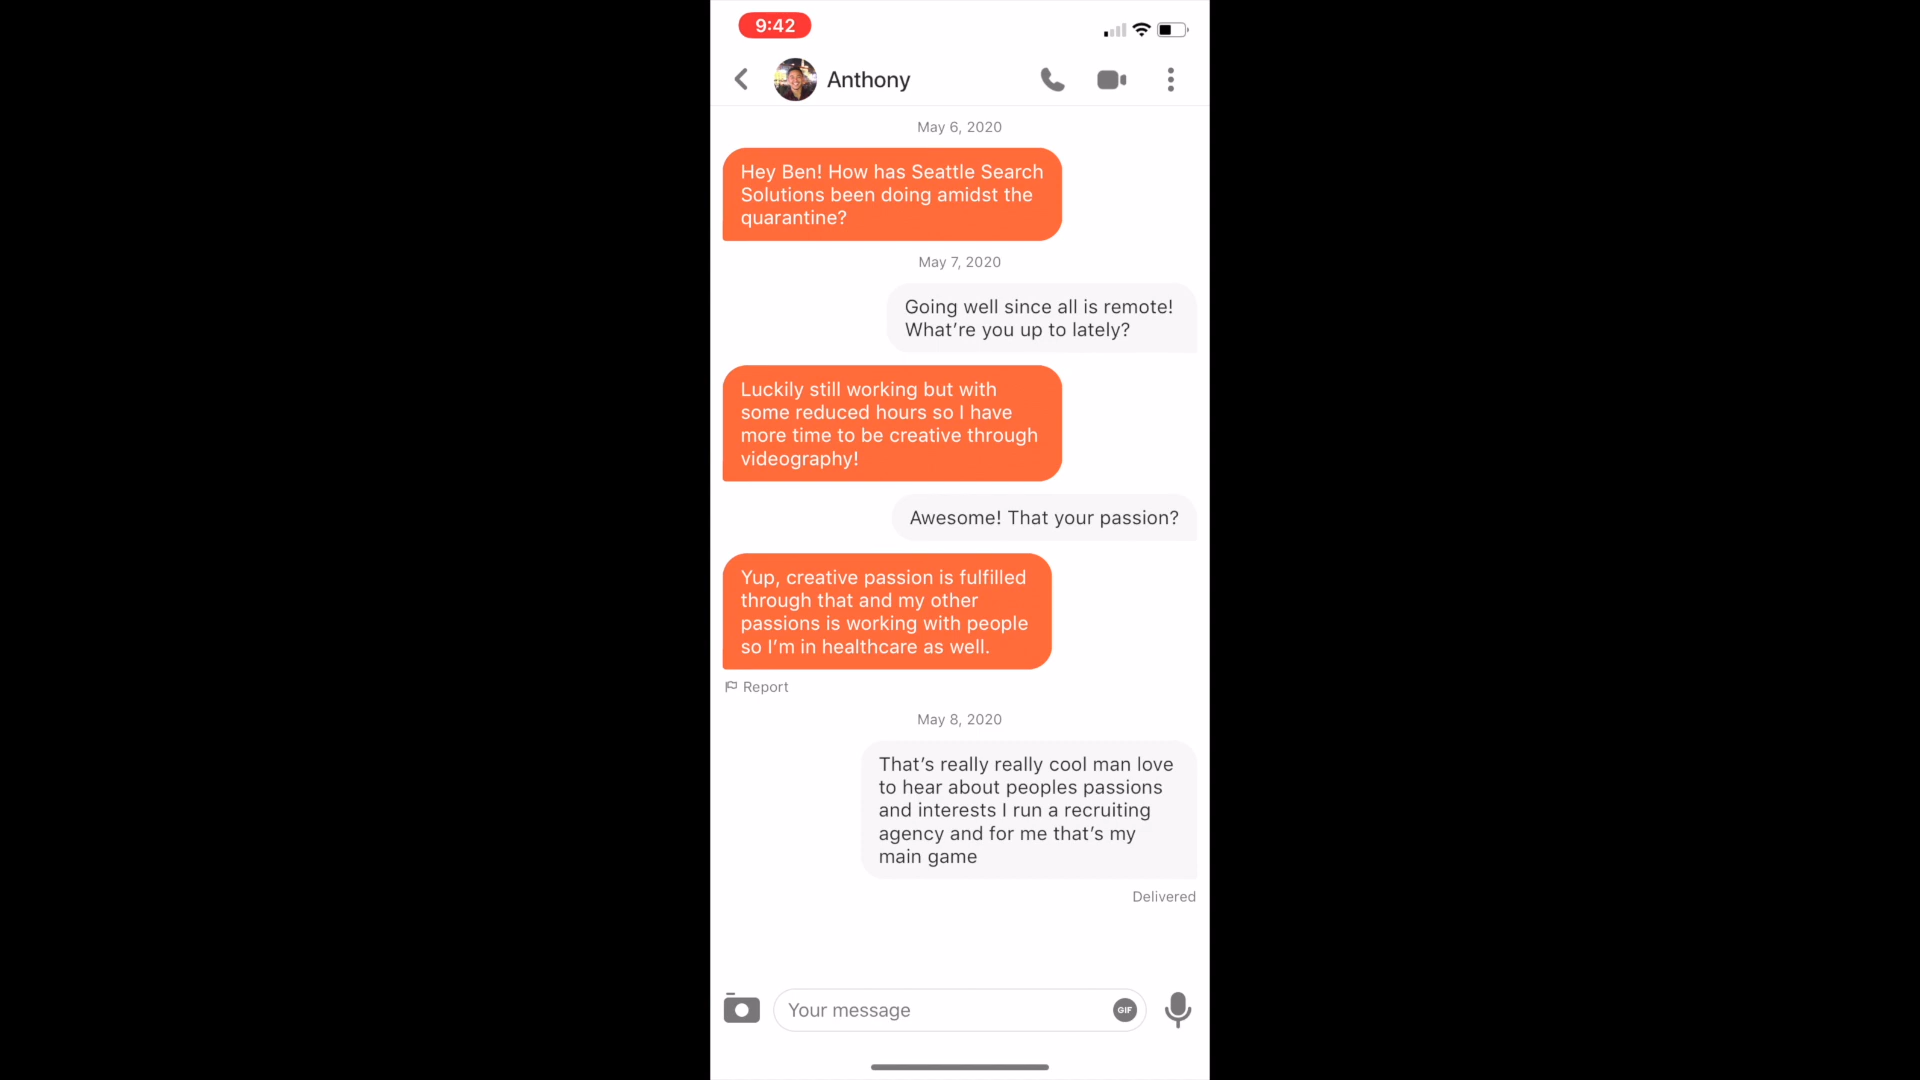 9:42
Anthony
May 6, 2020
Hey Ben! How has Seattle Search
Solutions been doing amidst the
quarantine?
May 7, 2020
Going well since all is remote!
What’re you up to lately?
Luckily still working but with
some reduced hours so I have
more time to be creative through
videography!
Awesome! That your passion?
Yup, creative passion is fulfilled
through that and my other
passions is working with people
so I’m in healthcare as well.
Report
May 8, 2020
That’s really really cool man love
to hear about peoples passions
and interests I run a recruiting
agency and for me that’s my
main game
Delivered
Your message
GIF